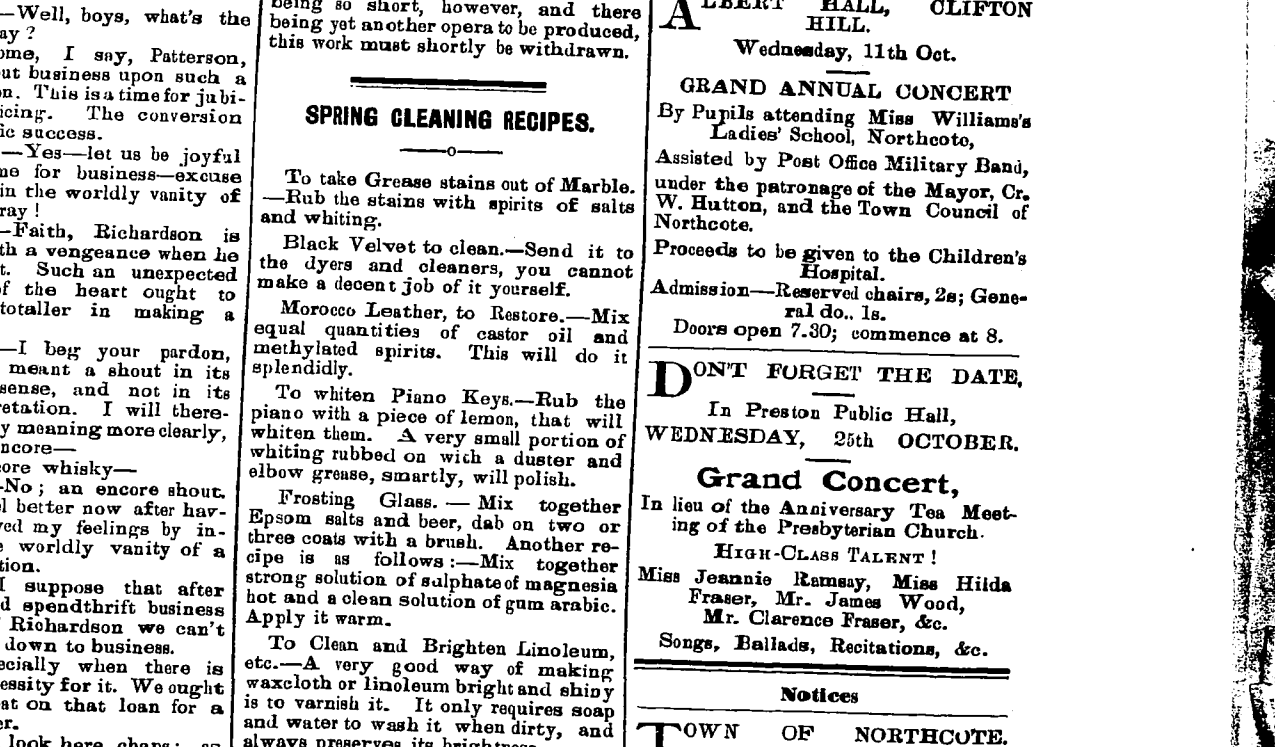 —Well, boys, what's the
ay ?
ome, I say, Patterson,
ut business upon such a
n. This is a time for jubi-
icing. The conversion
ic success.
—Yes—let us be joyful
me for business—excuse
in the worldly vanity of
ray !
—Faith, Richardson is
th a vengeance when he
t. Such an unexpected
of the heart ought to
totaller in making a
—I beg your pardon,
meant a shout in its
sense, and not in its
retation. I will there-
y meaning more clearly,
ncore—
core whisky—
-No ; an encore shout.
l better now after hav-
ved my feelings by in-
e worldly vanity of a
tion.
I suppose that after
d spendthrift business
Richardson we can't
down to business.
ecially when there is
essity for it. We ought
at on that loan for a
er.
look here, chaps;
being so short, however, and there
being yet another opera to be produced,
this work must shortly be withdrawn.
SPRING CLEANING RECIPES.
——o——
To take Grease stains out of Marble.
—Rub the stains with spirits of salts
and whiting.
Black Velvet to clean.—Send it to
the dyers and cleaners, you cannot
make a decent job of it yourself.
Morocco Leather, to Restore.—Mix
equal quantities of castor oil and
methylated spirits. This will do it
splendidly.
To whiten Piano Keys.—Rub the
piano with a piece of lemon, that will
whiten them. A very small portion of
whiting rubbed on with a duster and
elbow grease, smartly, will polish.
Frosting Glass. — Mix together
Epsom salts and beer, dab on two or
three coats with a brush. Another re-
cipe is as follows :—Mix together
strong solution of sulphate of magnesia
hot and a clean solution of gum arabic.
Apply it warm.
To Clean and Brighten Linoleum,
etc.—A very good way of making
waxcloth or linoleum bright and shiny
is to varnish it. It only requires soap
and water to wash it when dirty, and
always preserves its brightness.
ALBERT HALL, CLIFTON
HILL.
Wednesday, 11th Oct.
GRAND ANNUAL CONCERT
By Pupils attending Miss Williams's
Ladies' School, Northcote,
Assisted by Post Office Military Band,
under the patronage of the Mayor, Cr.
W. Hutton, and the Town Council of
Northcote.
Proceeds to be given to the Children's
Hospital.
Admission—Reserved chairs, 2s; Gene-
ral do.. 1s.
Doors open 7.30; commence at 8.
DON'T FORGET THE DATE,
In Preston Public Hall,
WEDNESDAY, 25th OCTOBER.
Grand Concert,
In lieu of the Anniversary Tea Meet-
ing of the Presbyterian Church.
HIGH-CLASS TALENT !
Miss Jeannie Ramsay, Miss Hilda
Fraser, Mr. James Wood,
Mr. Clarence Fraser, &c.
Songs, Ballads, Recitations, &c.
Notices
TOWN OF NORTHCOTE.